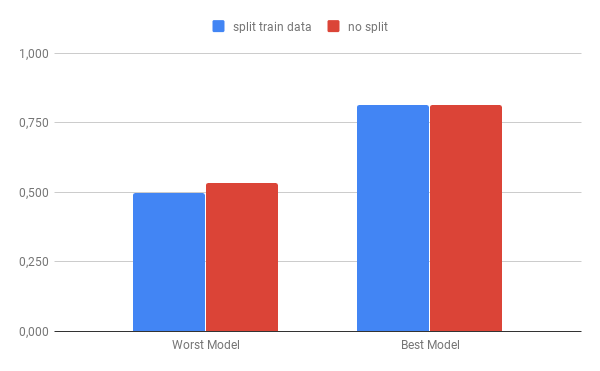 split train data no split
1,000
0,750
0,500
0,250
0,000
Worst Model Best Model